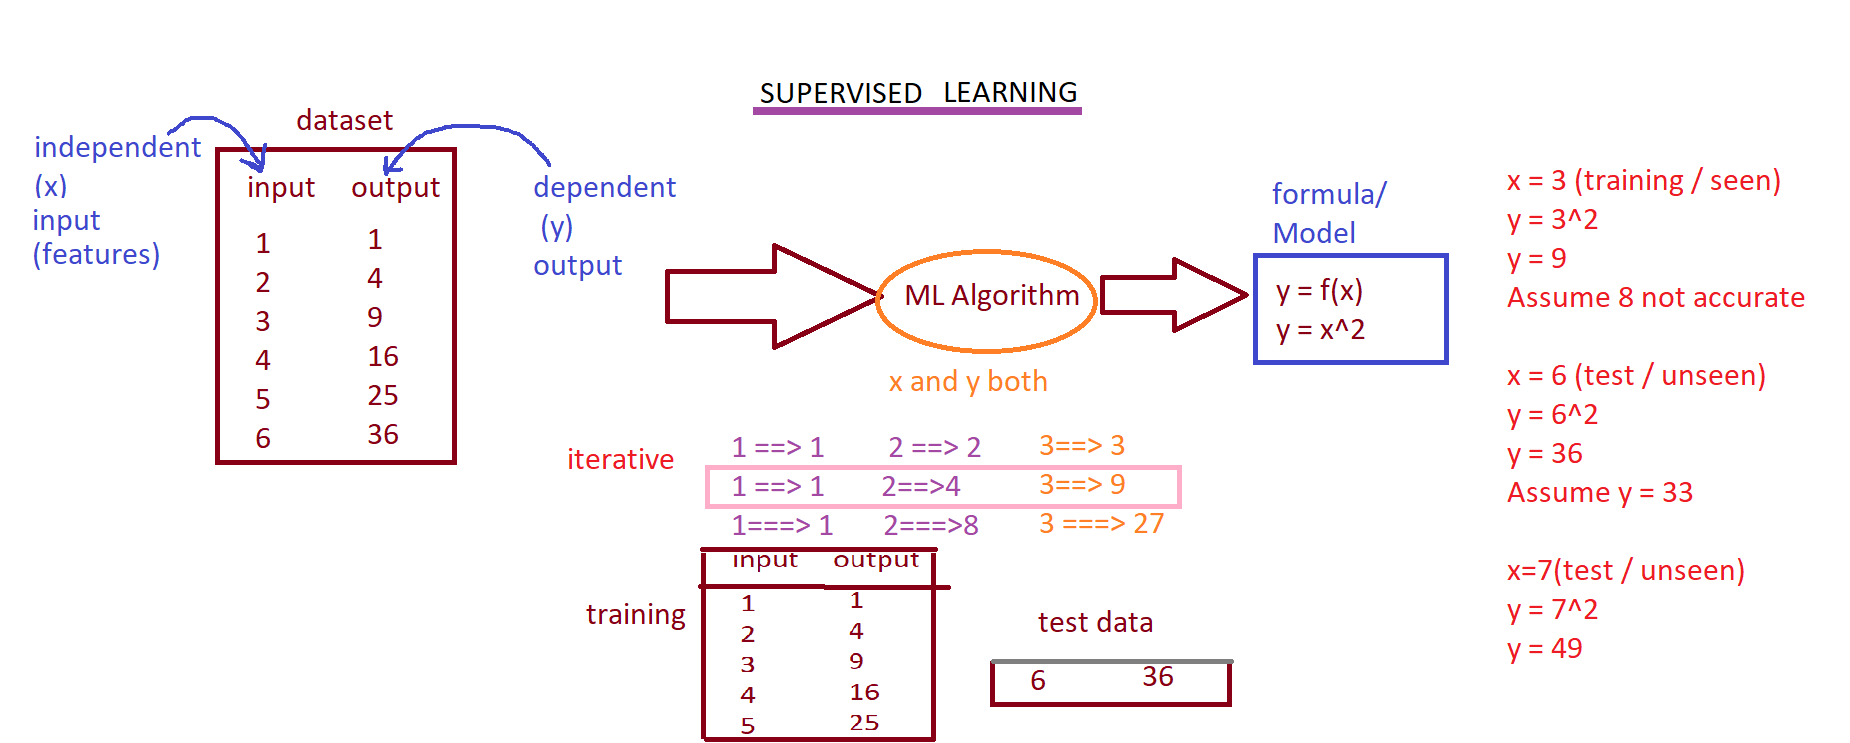 SUPERVISED LEARNING
independent
(x)
input
(features)
dataset
input output
1 1
2 4
3 9
4 16
5 25
6 36
dependent
(y)
output
ML Algorithm
x and y both
formula/
Model
y = f(x)
y = x^2
iterative
1 ==> 1 2 ==> 2 3==> 3
1 ==> 1 2==>4 3==> 9
1===> 1 2===>8 3 ===> 27
training
input output
1 1
2 4
3 9
4 16
5 25
test data
6 36
x = 3 (training / seen)
y = 3^2
y = 9
Assume 8 not accurate
x = 6 (test / unseen)
y = 6^2
y = 36
Assume y = 33
x=7(test / unseen)
y = 7^2
y = 49